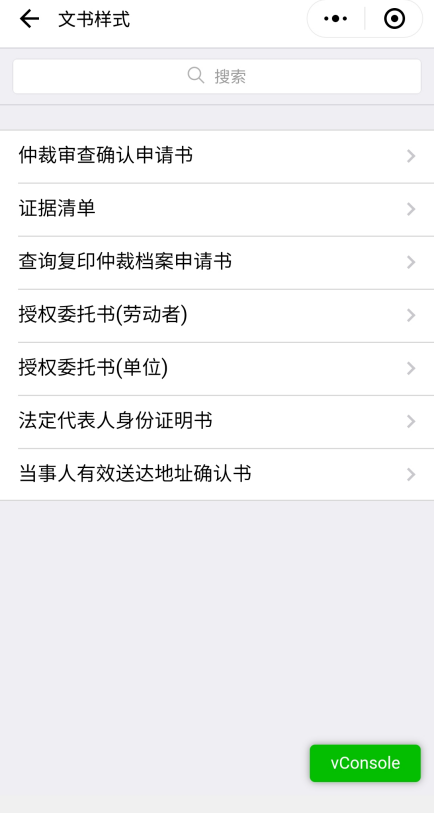 文书样式
搜索
仲裁审查确认申请书
证据清单
查询复印仲裁档案申请书
授权委托书(劳动者)
授权委托书(单位)
法定代表人身份证明书
当事人有效送达地址确认书
vConsole